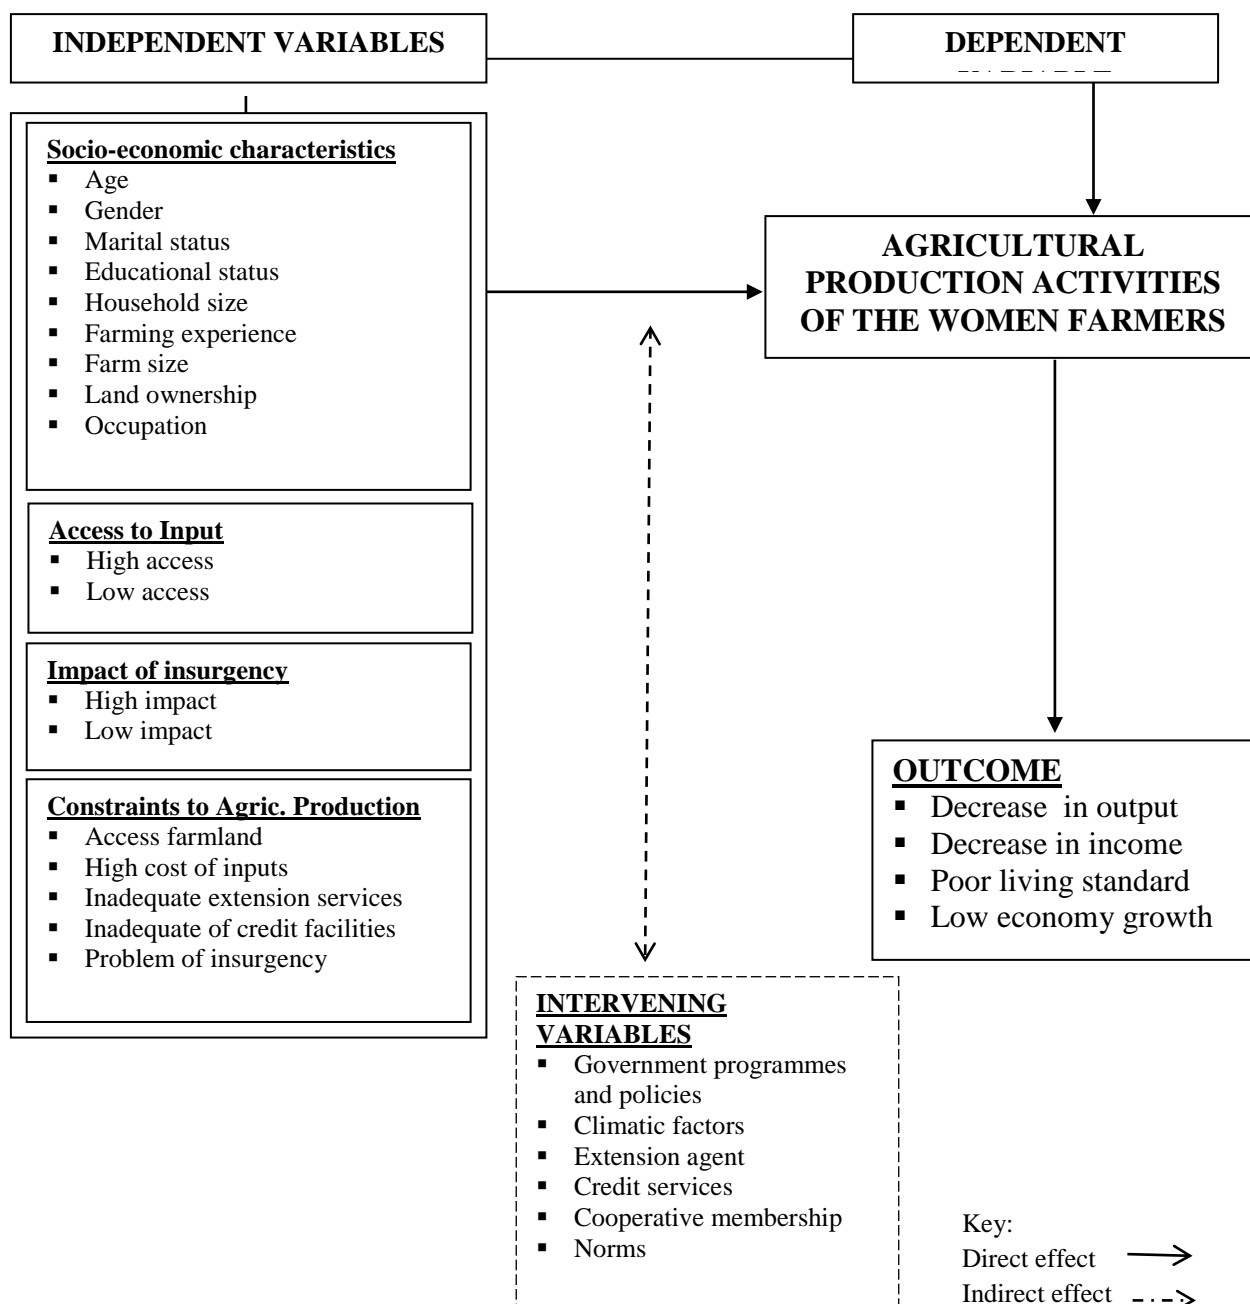 INDEPENDENT VARIABLES
DEPENDENT
Socio-economic characteristics
▪ Age
▪ Gender
▪ Marital status
▪ Educational status
▪ Household size
▪ Farming experience
▪ Farm size
▪ Land ownership
▪ Occupation
Access to Input
▪ High access
▪ Low access
Impact of insurgency
▪ High impact
▪ Low impact
Constraints to Agric. Production
▪ Access farmland
▪ High cost of inputs
▪ Inadequate extension services
▪ Inadequate of credit facilities
▪ Problem of insurgency
AGRICULTURAL
PRODUCTION ACTIVITIES
OF THE WOMEN FARMERS
OUTCOME
▪ Decrease in output
▪ Decrease in income
▪ Poor living standard
▪ Low economy growth
INTERVENING
VARIABLES
▪ Government programmes
and policies
▪ Climatic factors
▪ Extension agent
▪ Credit services
▪ Cooperative membership
▪ Norms
Key:
Direct effect
Indirect effect